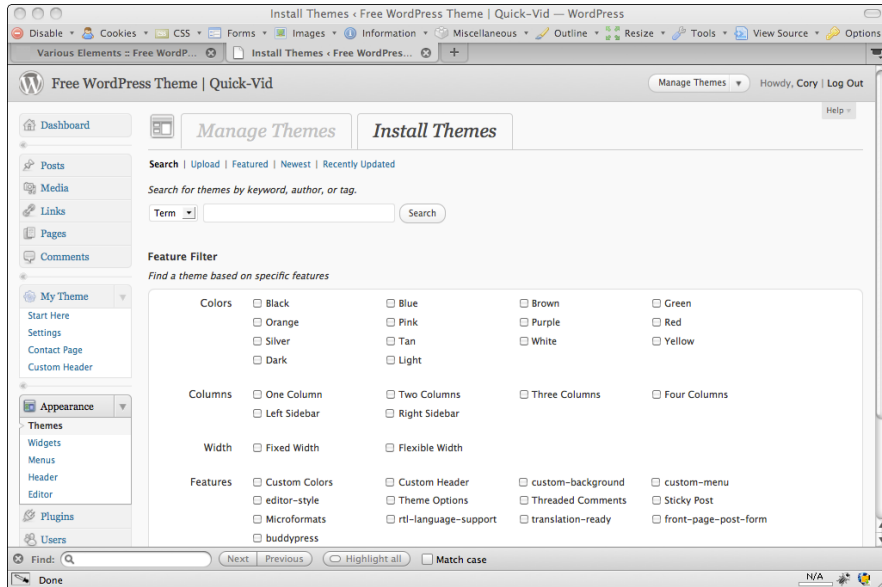 Install Themes ‹ Free WordPress Theme | Quick-Vid — WordPress
Disable Cookies CSS Forms Images Information Miscellaneous Outline Resize Tools View Source Options
Various Elements :: Free WordP... Install Themes ‹ Free WordPres... +
Free WordPress Theme | Quick-Vid Manage Themes Howdy, Cory | Log Out
Help
Dashboard
Manage Themes Install Themes
Posts
Media
Links
Pages
Comments
My Theme
Start Here
Settings
Contact Page
Custom Header
Appearance
Themes
Widgets
Menus
Header
Editor
Plugins
Users
Search | Upload | Featured | Newest | Recently Updated
Search for themes by keyword, author, or tag.
Term Search
Feature Filter
Find a theme based on specific features
Colors Black Blue Brown Green
Orange Pink Purple Red
Silver Tan White Yellow
Dark Light
Columns One Column Two Columns Three Columns Four Columns
Left Sidebar Right Sidebar
Width Fixed Width Flexible Width
Features Custom Colors Custom Header custom-background custom-menu
editor-style Theme Options Threaded Comments Sticky Post
Microformats rtl-language-support translation-ready front-page-post-form
buddypress
Find: Next Previous Highlight all Match case
Done N/A